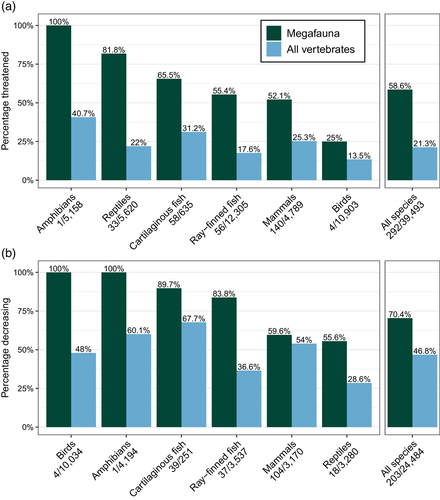 (a)
Percentage threatened
100%
75%
50%
25%
0%
Megafauna
All vertebrates
100%
40.7%
81.8%
22%
65.5%
31.2%
55.4%
17.6%
52.1%
25.3%
25%
13.5%
58.6%
21.3%
Amphibians
1/5,158
Reptiles
33/5,620
Cartilaginous fish
58/635
Ray-finned fish
56/12,305
Mammals
140/4,789
Birds
4/10,903
All species
292/39,493
(b)
Percentage decreasing
100%
75%
50%
25%
0%
100%
48%
100%
60.1%
89.7%
67.7%
83.8%
36.6%
59.6%
54%
55.6%
28.6%
70.4%
46.8%
Birds
4/10,034
Amphibians
1/4,194
Cartilaginous fish
39/251
Ray-finned fish
37/3,537
Mammals
104/3,170
Reptiles
18/3,280
All species
203/24,484